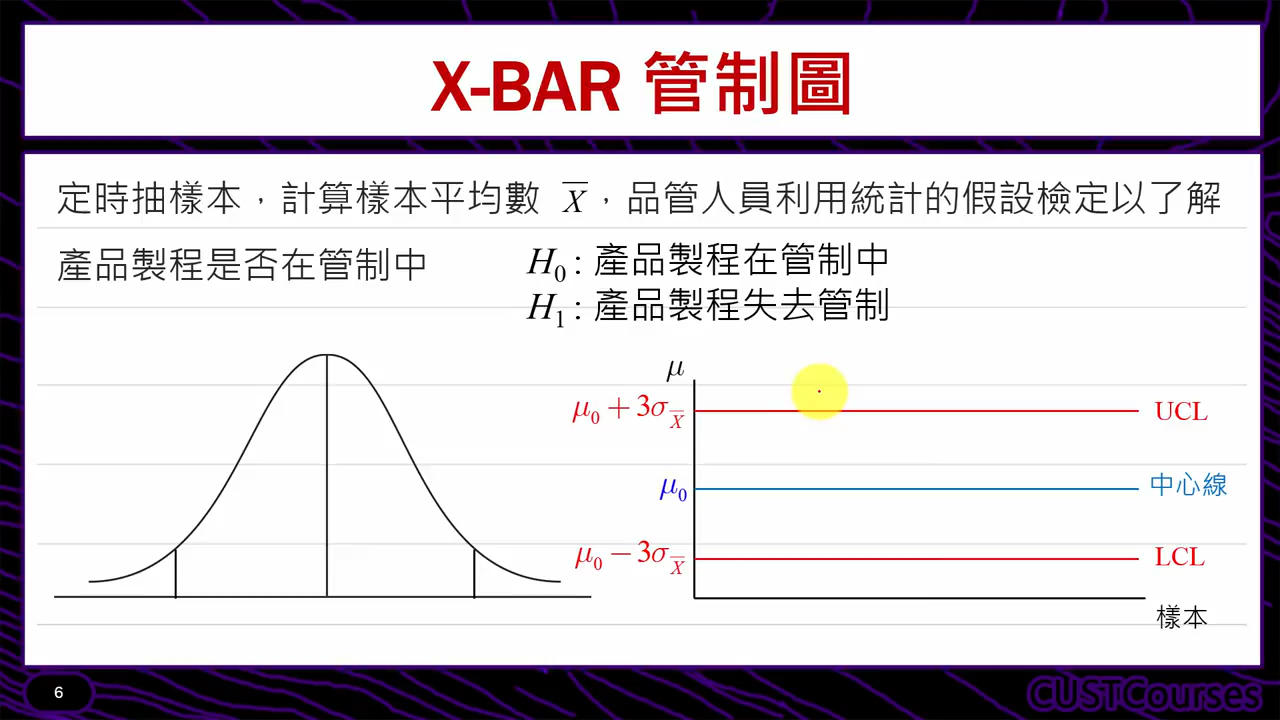 X-BAR 管制圖
定時抽樣本，計算樣本平均數 X̄，品管人員利用統計的假設檢定以了解
產品製程是否在管制中
H₀ : 產品製程在管制中
H₁ : 產品製程失去管制
μ
μ₀ + 3σ_X̄
UCL
μ₀
中心線
μ₀ − 3σ_X̄
LCL
樣本
6
CUSTCourses